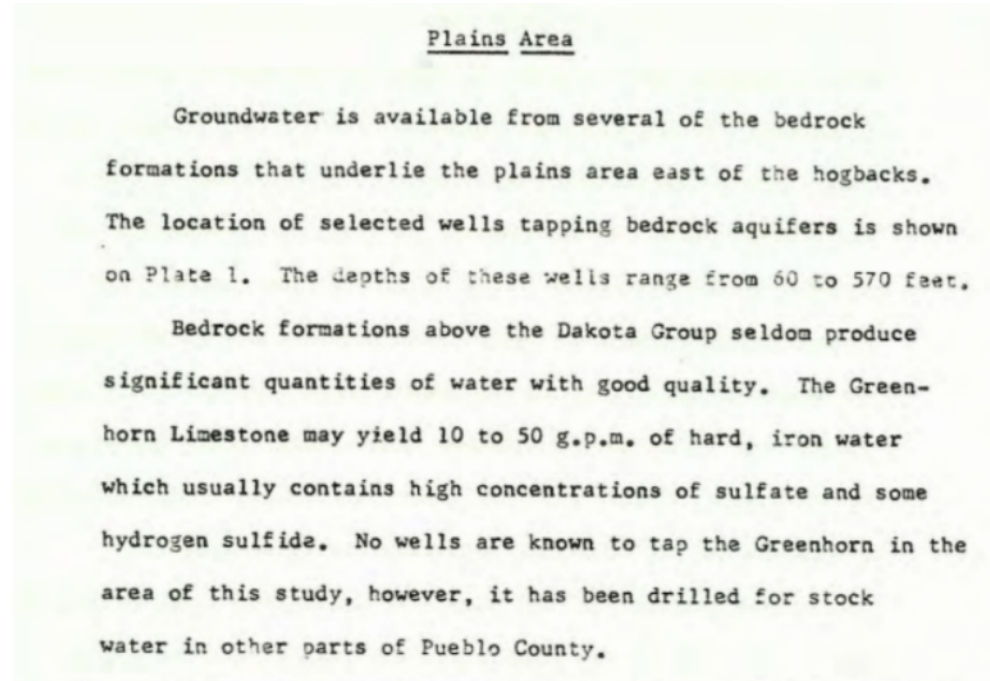 Plains Area
Groundwater is available from several of the bedrock
formations that underlie the plains area east of the hogbacks.
The location of selected wells tapping bedrock aquifers is shown
on Plate 1. The depths of these wells range from 60 to 570 feet.
Bedrock formations above the Dakota Group seldom produce
significant quantities of water with good quality. The Green-
horn Limestone may yield 10 to 50 g.p.m. of hard, iron water
which usually contains high concentrations of sulfate and some
hydrogen sulfide. No wells are known to tap the Greenhorn in the
area of this study, however, it has been drilled for stock
water in other parts of Pueblo County.